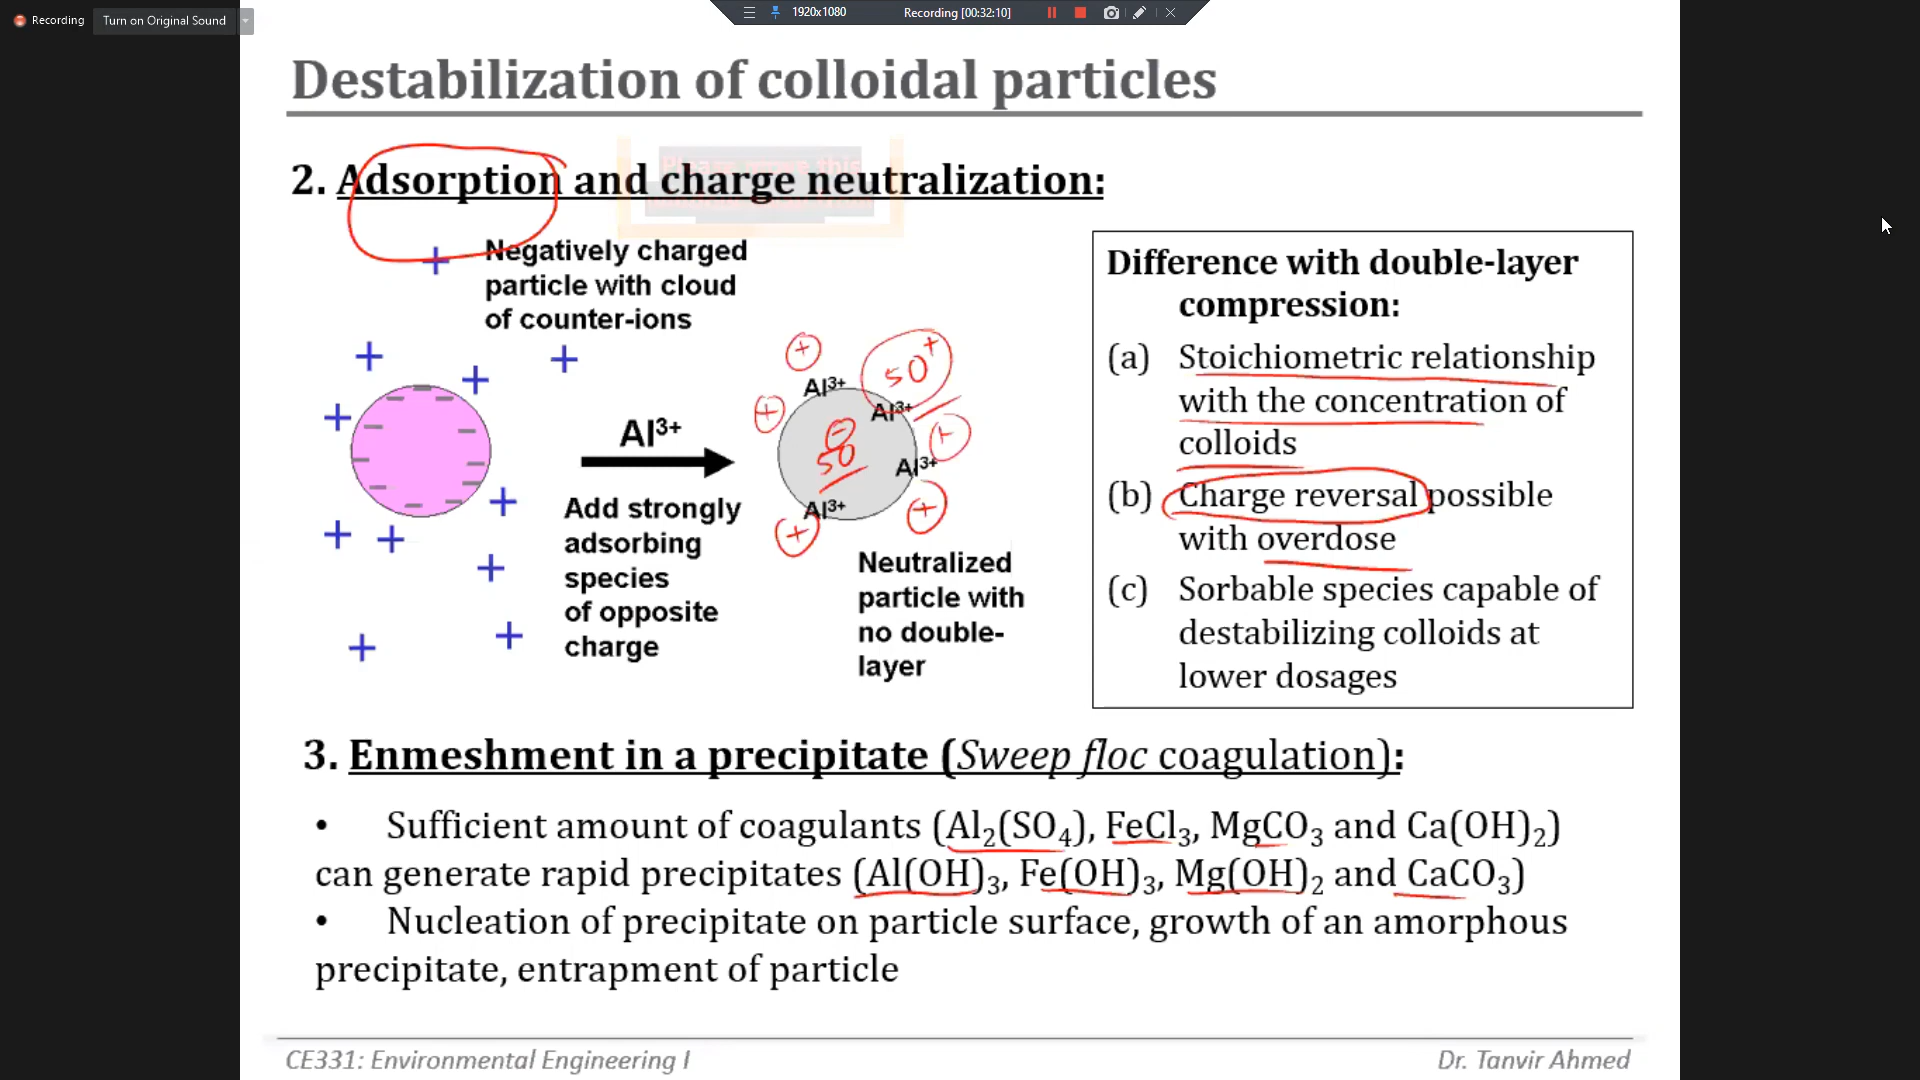 Recording
Turn on Original Sound
1920x1080
Recording [00:32:10]
Destabilization of colloidal particles
2. Adsorption and charge neutralization:
Please move this
Negatively charged
particle with cloud
of counter-ions
+
+
+
+
+
+
+
+
+
+
+
Al3+
Add strongly
adsorbing
species
of opposite
charge
+
50+
Al3+
+
Al3+
-
50
+
Al3+
Al3+
+
+
Neutralized
particle with
no double-
layer
Difference with double-layer
compression:
(a) Stoichiometric relationship
with the concentration of
colloids
(b) Charge reversal possible
with overdose
(c) Sorbable species capable of
destabilizing colloids at
lower dosages
3. Enmeshment in a precipitate (Sweep floc coagulation):
• Sufficient amount of coagulants (Al2(SO4), FeCl3, MgCO3 and Ca(OH)2)
can generate rapid precipitates (Al(OH)3, Fe(OH)3, Mg(OH)2 and CaCO3)
• Nucleation of precipitate on particle surface, growth of an amorphous
precipitate, entrapment of particle
CE331: Environmental Engineering I
Dr. Tanvir Ahmed